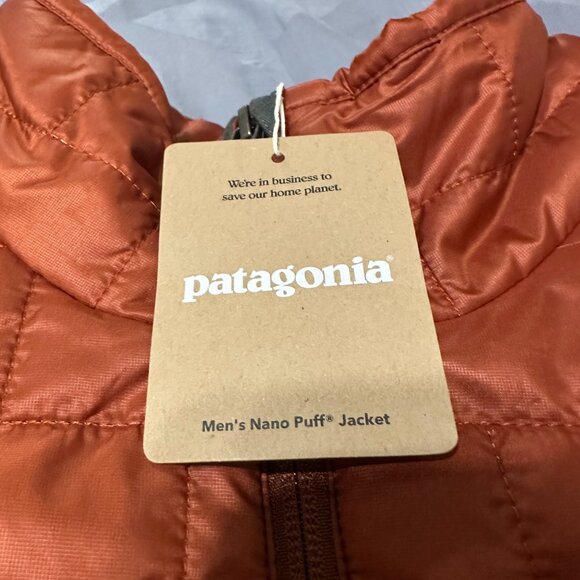 We're in business to
save our home planet.
patagonia®
Men's Nano Puff® Jacket